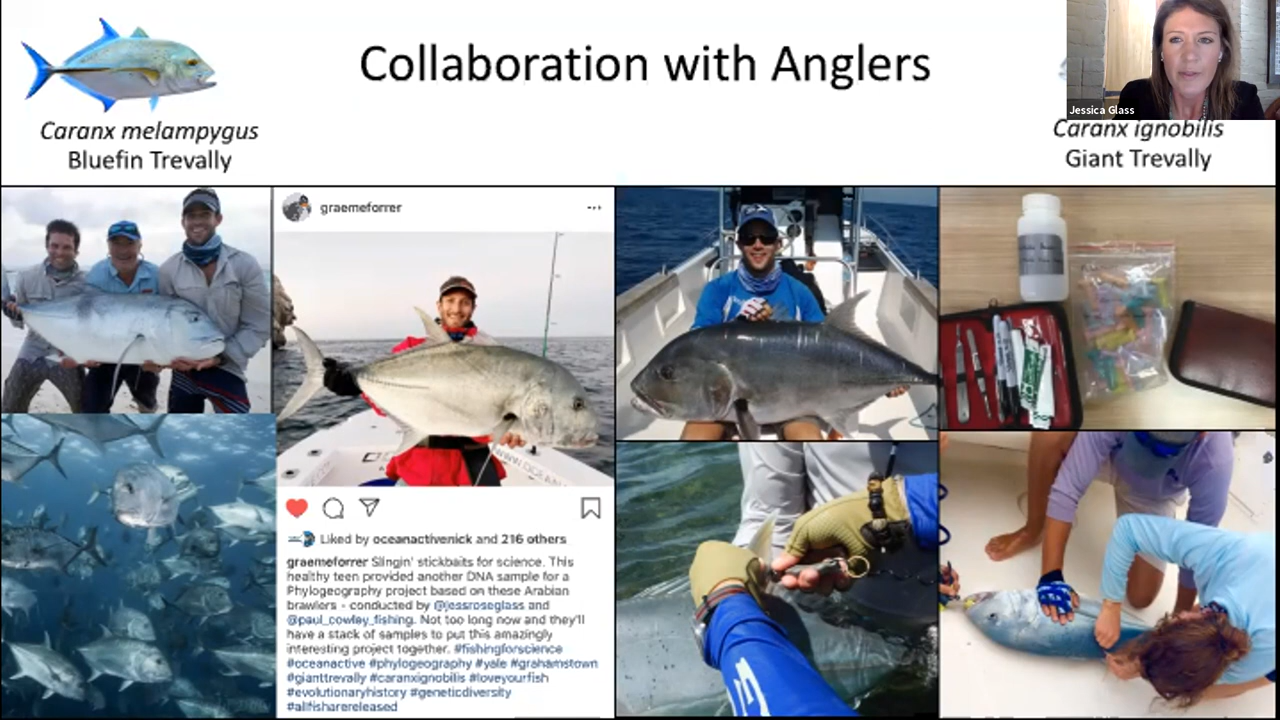 Collaboration with Anglers
Jessica Glass
Caranx melampygus
Bluefin Trevally
Caranx ignobilis
Giant Trevally
graemeforrer
Liked by oceanactivenick and 216 others
graemeforrer Slingin' stickbaits for science. This
healthy teen provided another DNA sample for a
Phylogeography project based on these Arabian
brawlers - conducted by @jessroseglass and
@paul_cowley_fishing. Not too long now and they'll
have a stack of samples to put this amazingly
interesting project together. #fishingforscience
#oceanactive #phylogeography #yale #grahamstown
#gianttrevally #caranxignobilis #loveyourfish
#evolutionaryhistory #geneticdiversity
#allfisharereleased